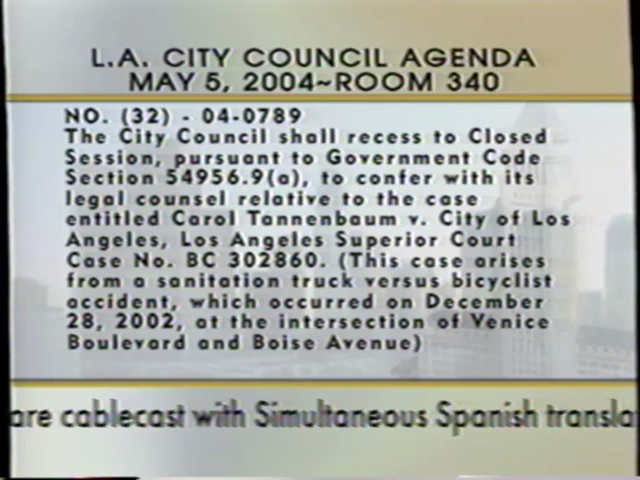 L.A. CITY COUNCIL AGENDA
MAY 5, 2004~ROOM 340
NO. (32) - 04-0789
The City Council shall recess to Closed
Session, pursuant to Government Code
Section 54956.9(a), to confer with its
legal counsel relative to the case
entitled Carol Tannenbaum v. City of Los
Angeles, Los Angeles Superior Court
Case No. BC 302860. (This case arises
from a sanitation truck versus bicyclist
accident, which occurred on December
28, 2002, at the intersection of Venice
Boulevard and Boise Avenue)
are cablecast with Simultaneous Spanish transla